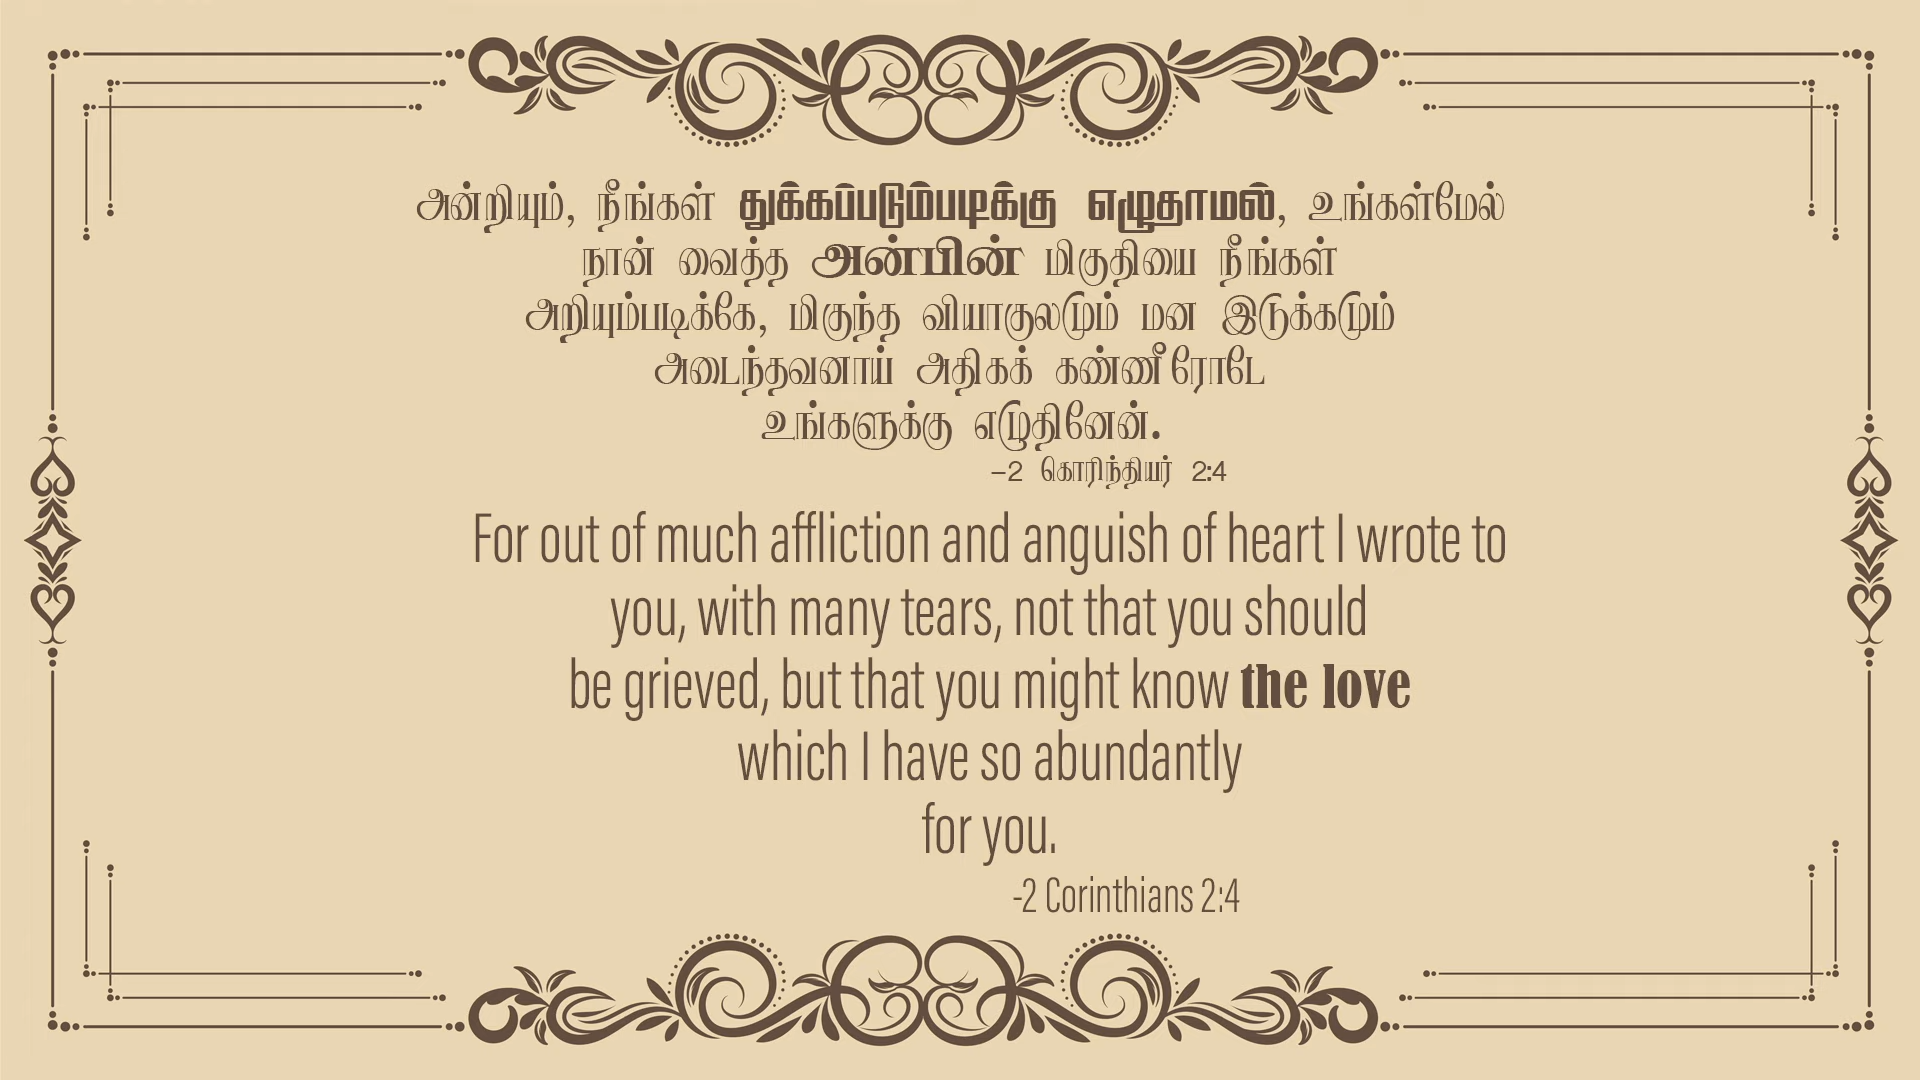 அன்றியும், நீங்கள் துக்கப்படும்படிக்கு எழுதாமல், உங்கள்மேல்
நான் வைத்த அன்பின் மிகுதியை நீங்கள்
அறியும்படிக்கே, மிகுந்த வியாகுலமும் மன இடுக்கமும்
அடைந்தவனாய் அதிகக் கண்ணீரோடே
உங்களுக்கு எழுதினேன்.
-2 கொரிந்தியர் 2:4
For out of much affliction and anguish of heart I wrote to
you, with many tears, not that you should
be grieved, but that you might know the love
which I have so abundantly
for you.
-2 Corinthians 2:4